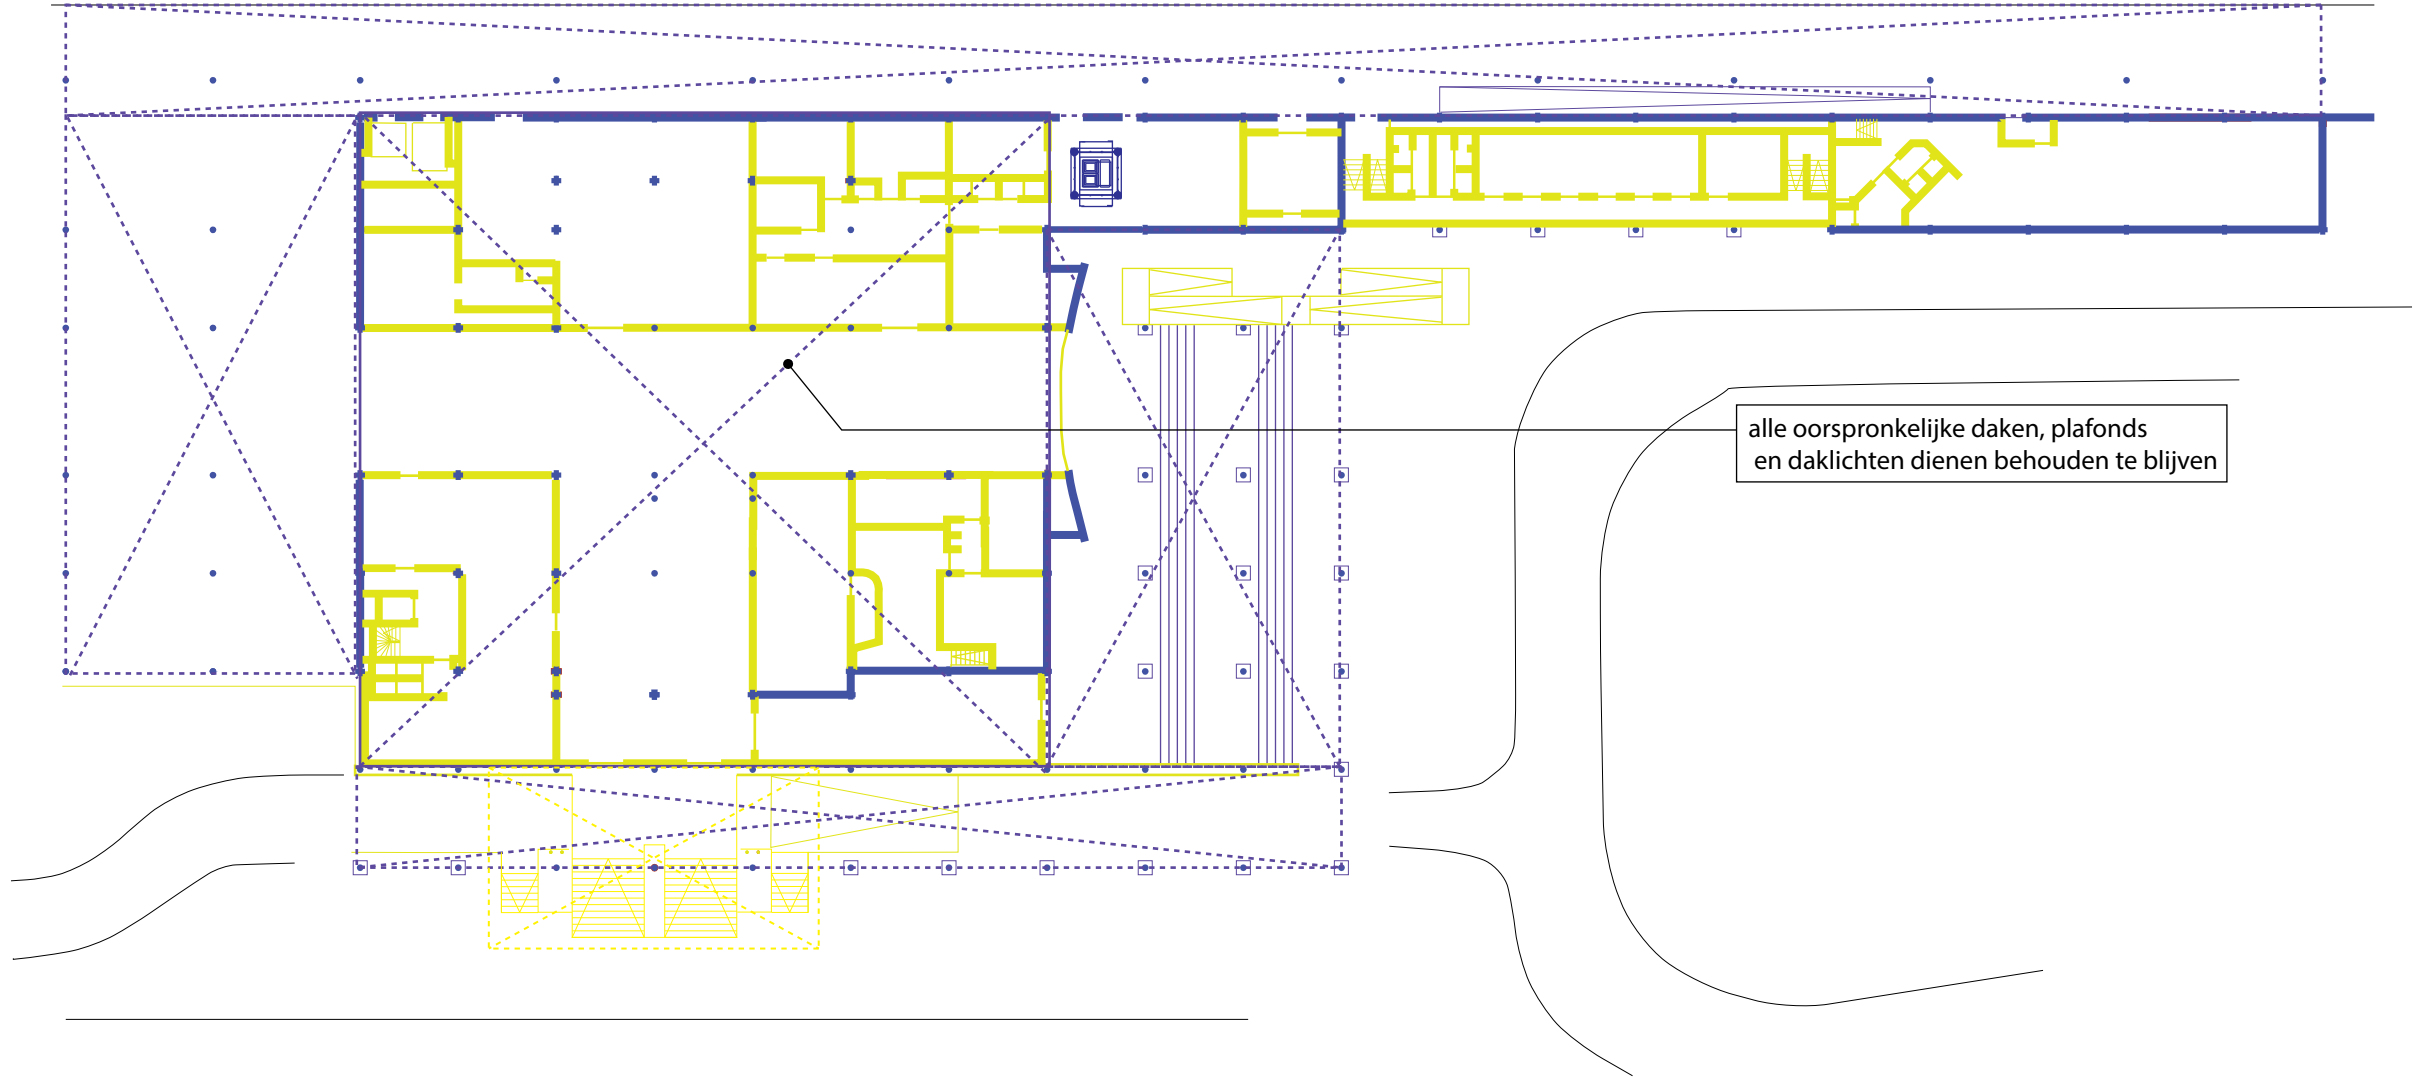 alle oorspronkelijke daken, plafonds
en daklichten dienen behouden te blijven